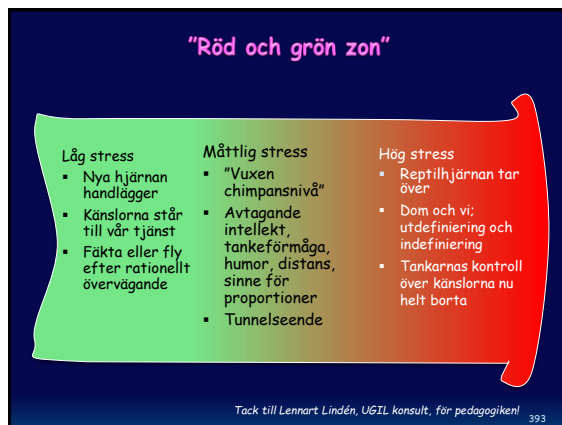 ”Röd och grön zon”
Låg stress
▪ Nya hjärnan
handlägger
▪ Känslorna står
till vår tjänst
▪ Fäkta eller fly
efter rationellt
övervägande
Måttlig stress
▪ ”Vuxen
chimpansnivå”
▪ Avtagande
intellekt,
tankeförmåga,
humor, distans,
sinne för
proportioner
▪ Tunnelseende
Hög stress
▪ Reptilhjärnan tar
över
▪ Dom och vi;
utdefiniering och
indefiniering
▪ Tankarnas kontroll
över känslorna nu
helt borta
Tack till Lennart Lindén, UGIL konsult, för pedagogiken!
393